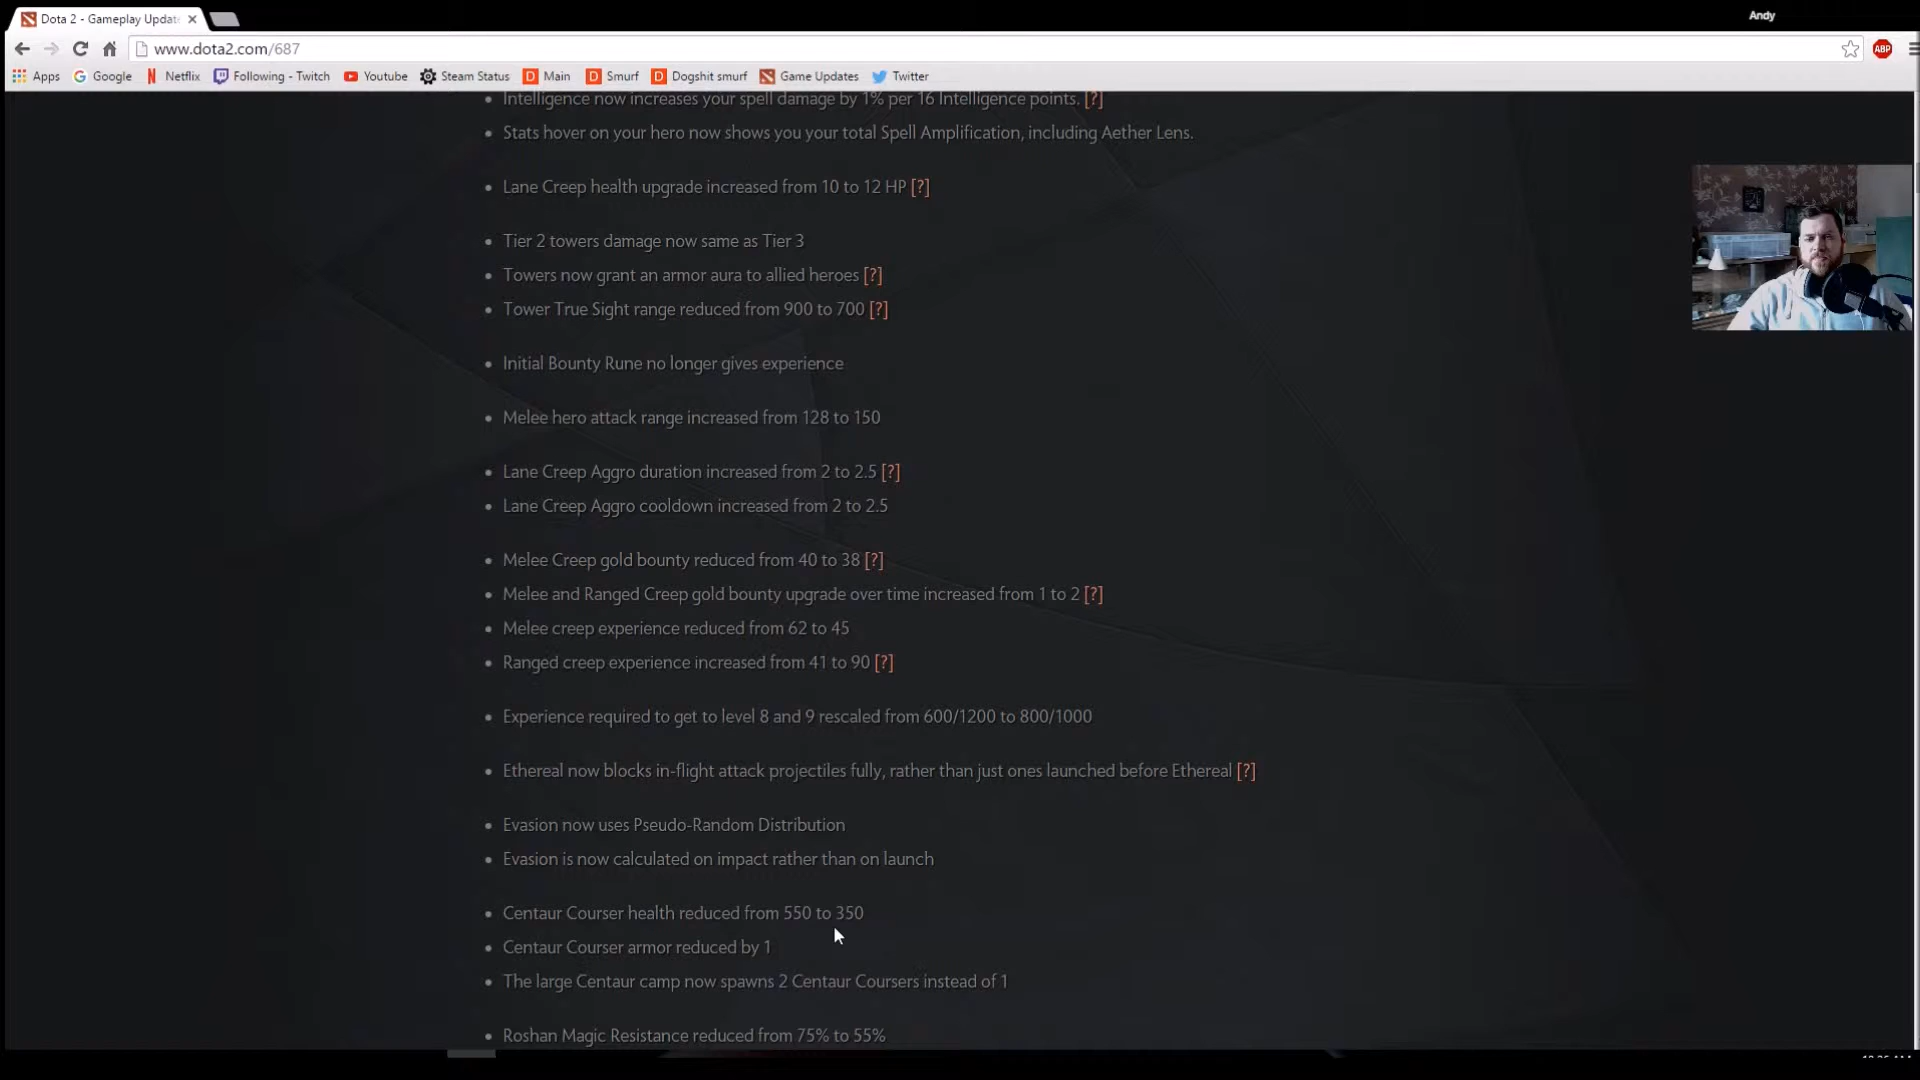 Dota 2 - Gameplay Updat
Andy
www.dota2.com/687
ABP
Apps Google Netflix Following - Twitch Youtube Steam Status Main Smurf Dogshit smurf Game Updates Twitter
Intelligence now increases your spell damage by 1% per 16 Intelligence points. [?]
Stats hover on your hero now shows you your total Spell Amplification, including Aether Lens.
Lane Creep health upgrade increased from 10 to 12 HP [?]
Tier 2 towers damage now same as Tier 3
Towers now grant an armor aura to allied heroes [?]
Tower True Sight range reduced from 900 to 700 [?]
Initial Bounty Rune no longer gives experience
Melee hero attack range increased from 128 to 150
Lane Creep Aggro duration increased from 2 to 2.5 [?]
Lane Creep Aggro cooldown increased from 2 to 2.5
Melee Creep gold bounty reduced from 40 to 38 [?]
Melee and Ranged Creep gold bounty upgrade over time increased from 1 to 2 [?]
Melee creep experience reduced from 62 to 45
Ranged creep experience increased from 41 to 90 [?]
Experience required to get to level 8 and 9 rescaled from 600/1200 to 800/1000
Ethereal now blocks in-flight attack projectiles fully, rather than just ones launched before Ethereal [?]
Evasion now uses Pseudo-Random Distribution
Evasion is now calculated on impact rather than on launch
Centaur Courser health reduced from 550 to 350
Centaur Courser armor reduced by 1
The large Centaur camp now spawns 2 Centaur Coursers instead of 1
Roshan Magic Resistance reduced from 75% to 55%